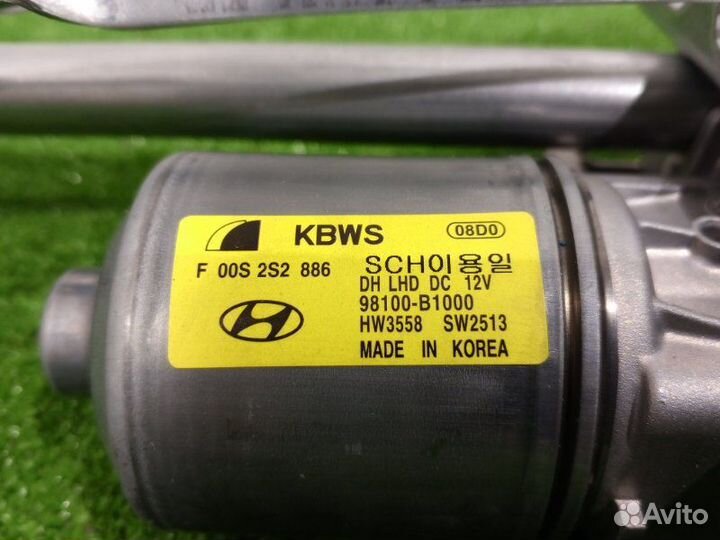 KBWS 08D0
F 00S 2S2 886 SCH이용일
DH LHD DC 12V
98100-B1000
HW3558 SW2513
MADE IN KOREA
Avito